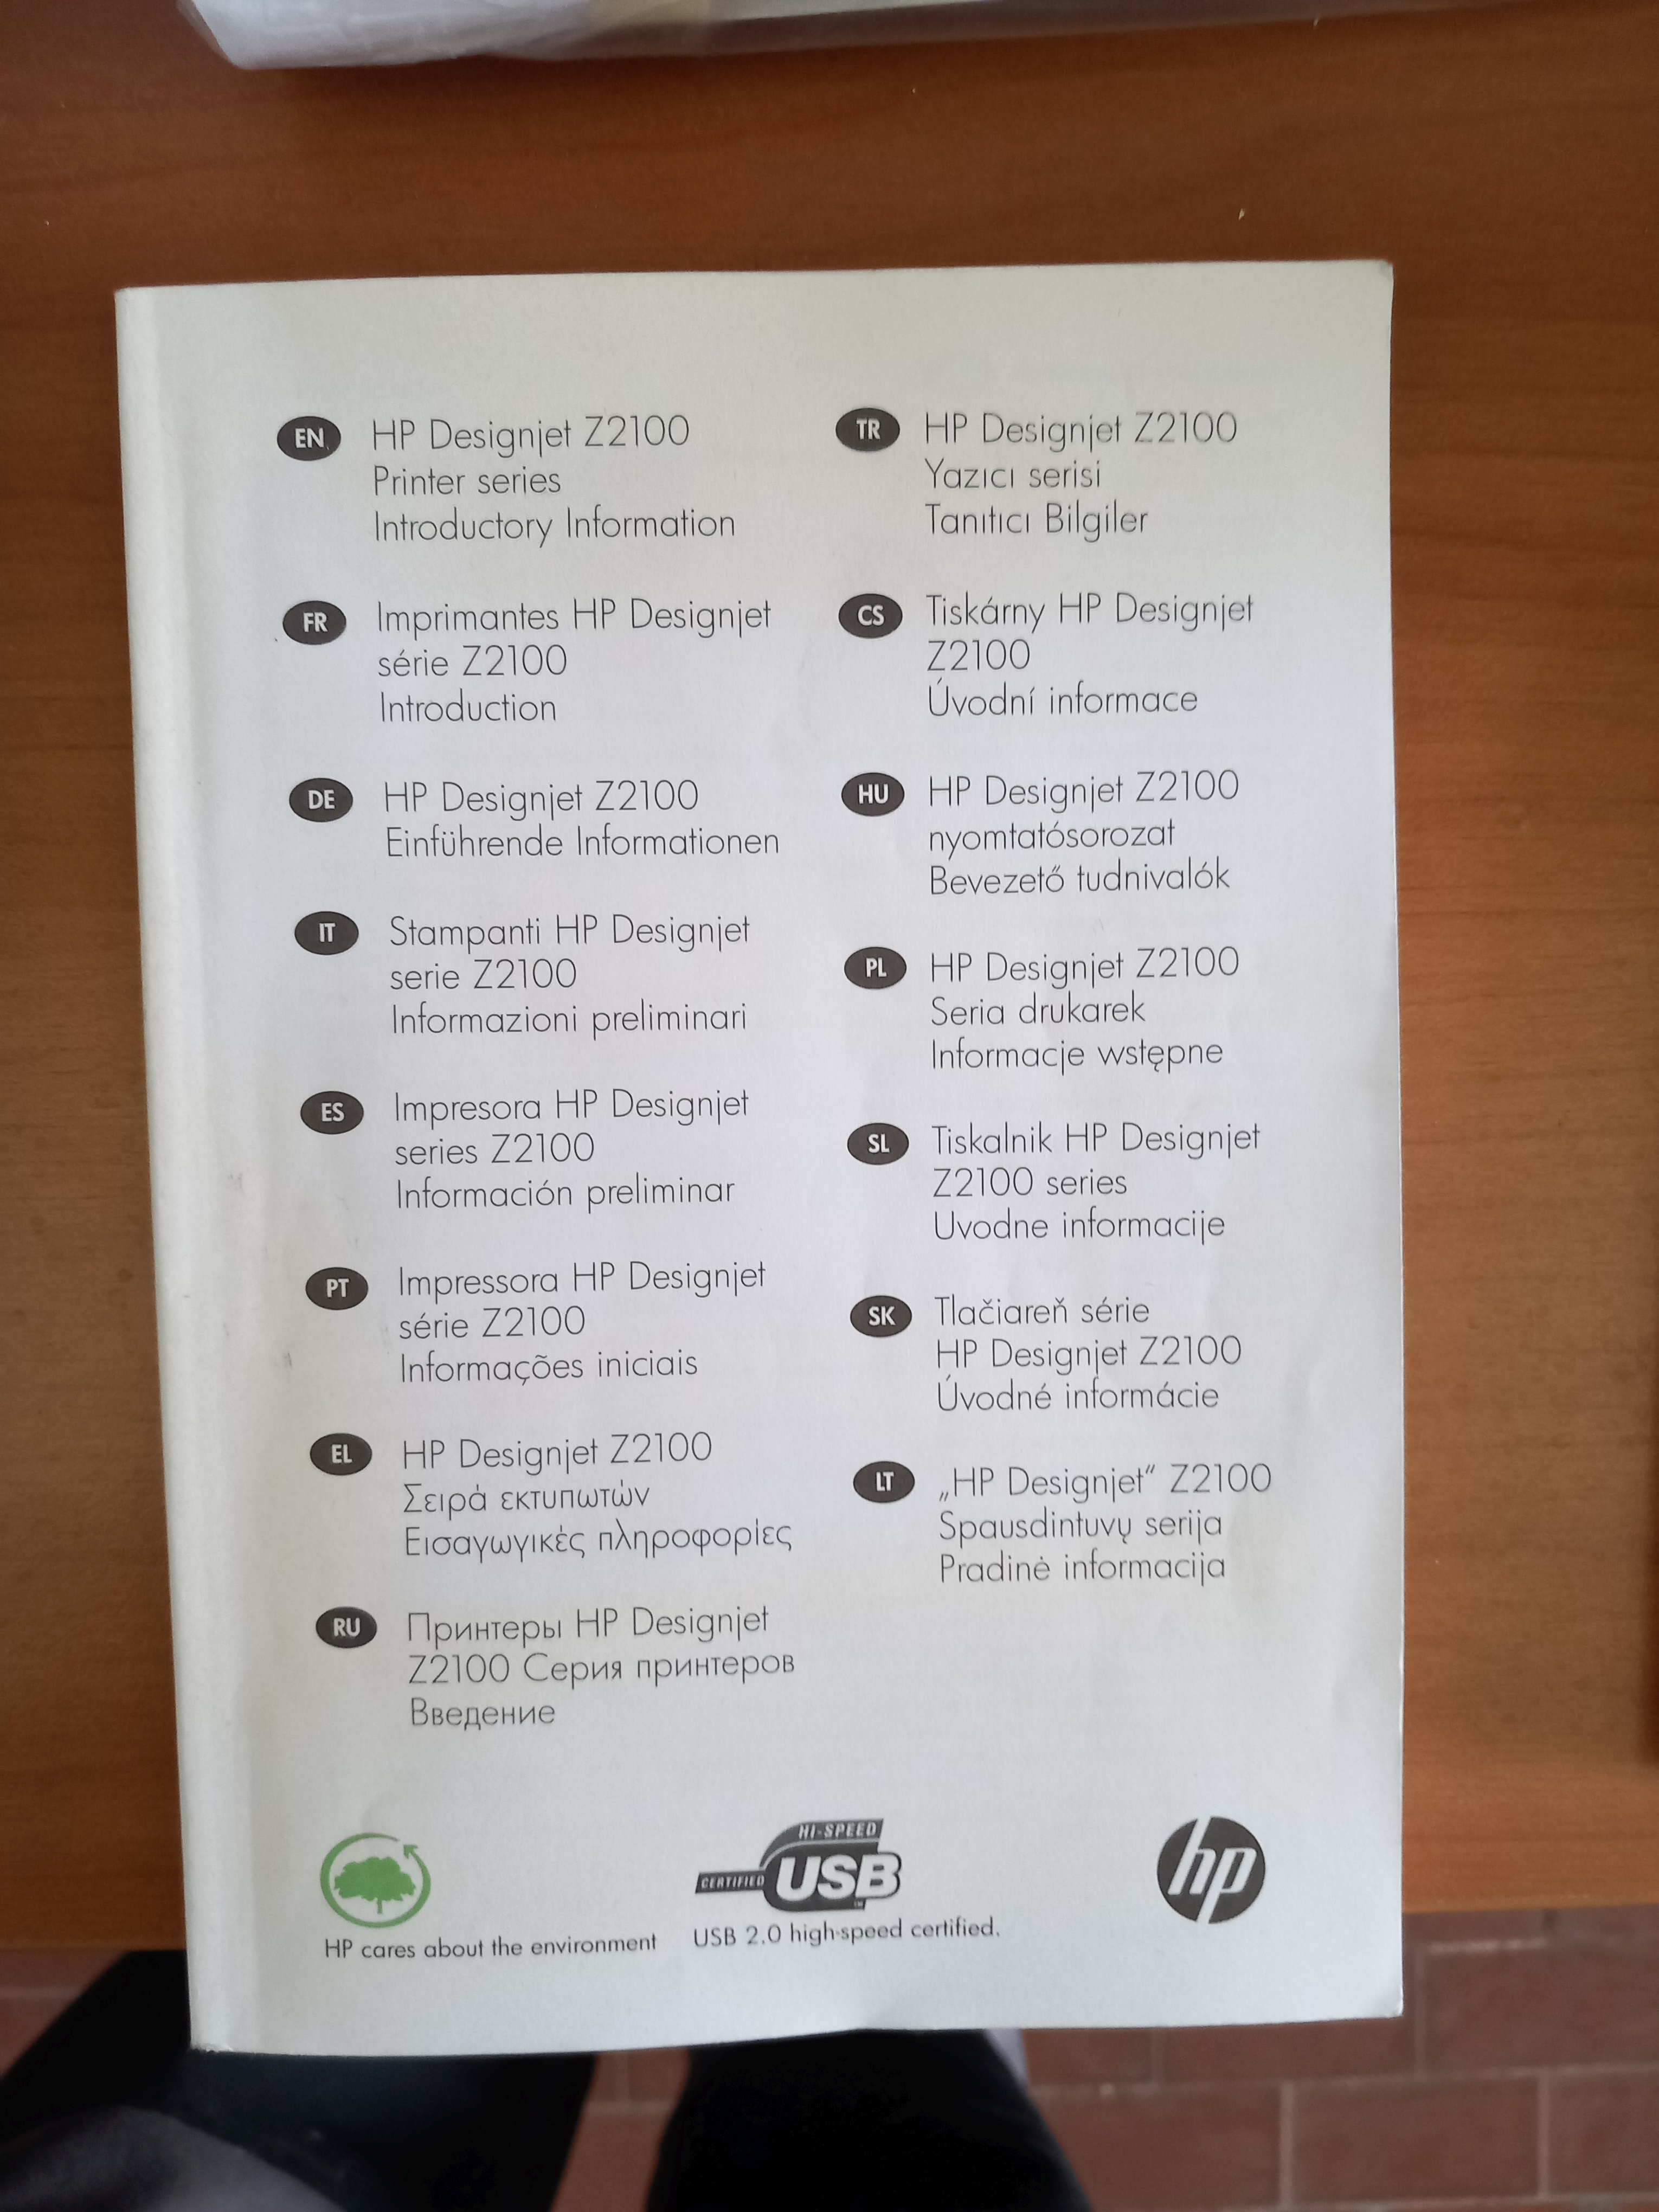 EN
HP Designjet Z2100
Printer series
Introductory Information
FR
Imprimantes HP Designjet
série Z2100
Introduction
DE
HP Designjet Z2100
Einführende Informationen
IT
Stampanti HP Designjet
serie Z2100
Informazioni preliminari
ES
Impresora HP Designjet
series Z2100
Información preliminar
PT
Impressora HP Designjet
série Z2100
Informações iniciais
EL
HP Designjet Z2100
Σειρά εκτυπωτών
Εισαγωγικές πληροφορίες
RU
Принтеры HP Designjet
Z2100 Серия принтеров
Введение
TR
HP Designjet Z2100
Yazıcı serisi
Tanıtıcı Bilgiler
CS
Tiskárny HP Designjet
Z2100
Úvodní informace
HU
HP Designjet Z2100
nyomtatósorozat
Bevezető tudnivalók
PL
HP Designjet Z2100
Seria drukarek
Informacje wstępne
SL
Tiskalnik HP Designjet
Z2100 series
Uvodne informacije
SK
Tlačiareň série
HP Designjet Z2100
Úvodné informácie
LT
„HP Designjet“ Z2100
Spausdintuvų serija
Pradinė informacija
HP cares about the environment
HI-SPEED
CERTIFIED USB™
USB 2.0 high-speed certified.
hp